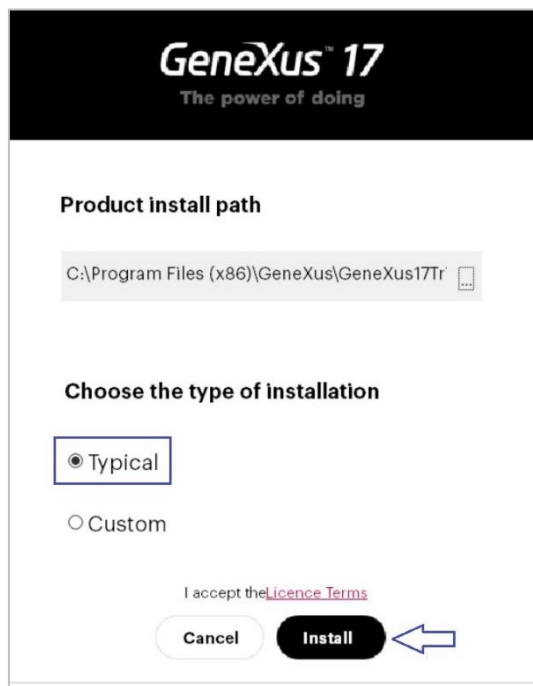 GeneXus™ 17
The power of doing
Product install path
C:\Program Files (x86)\GeneXus\GeneXus17Tr
...
Choose the type of installation
Typical
Custom
I accept theLicence Terms
Cancel
Install